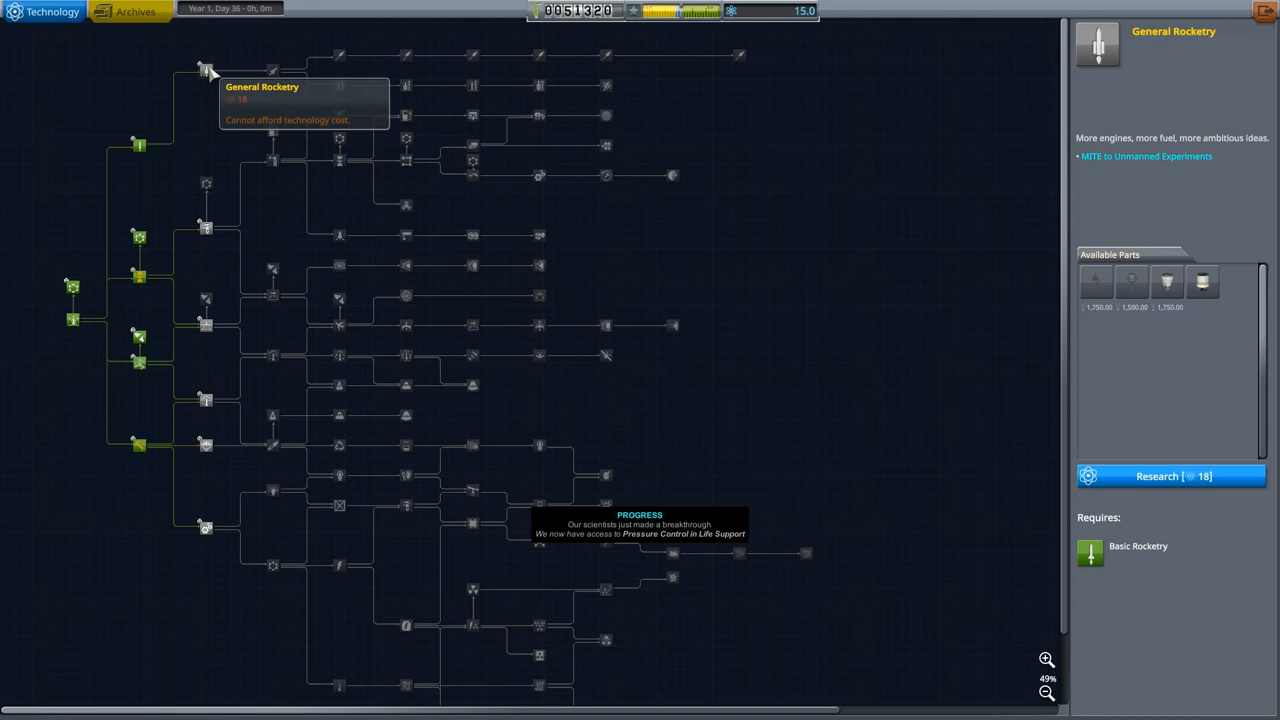 Technology
Archives
Year 1, Day 36 - 0h, 0m
0051320
15.0
General Rocketry
18
Cannot afford technology cost.
General Rocketry
More engines, more fuel, more ambitious ideas.
• MITE to Unmanned Experiments
Available Parts
1,750.00
1,500.00
1,750.00
Research [ 18]
Requires:
Basic Rocketry
PROGRESS
Our scientists just made a breakthrough
We now have access to Pressure Control in Life Support
49%